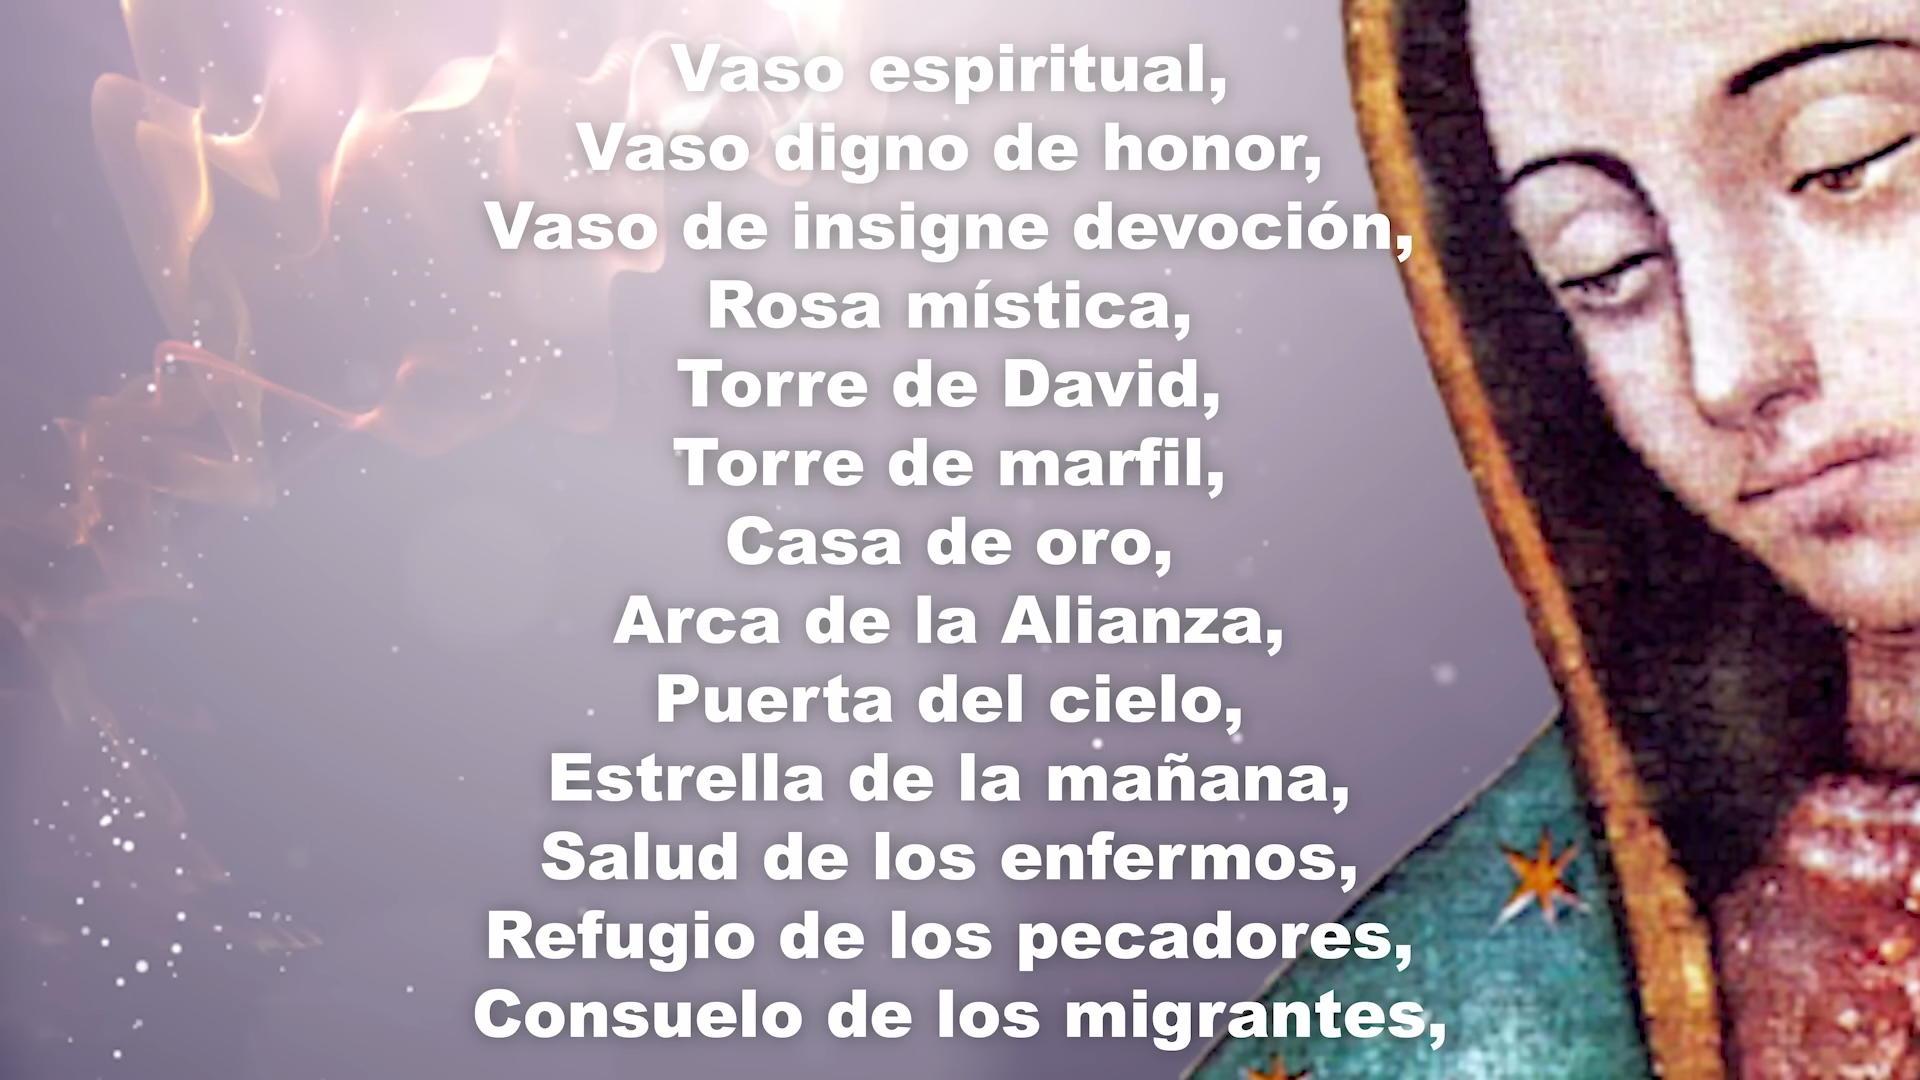 Vaso espiritual,
Vaso digno de honor,
Vaso de insigne devoción,
Rosa mística,
Torre de David,
Torre de marfil,
Casa de oro,
Arca de la Alianza,
Puerta del cielo,
Estrella de la mañana,
Salud de los enfermos,
Refugio de los pecadores,
Consuelo de los migrantes,